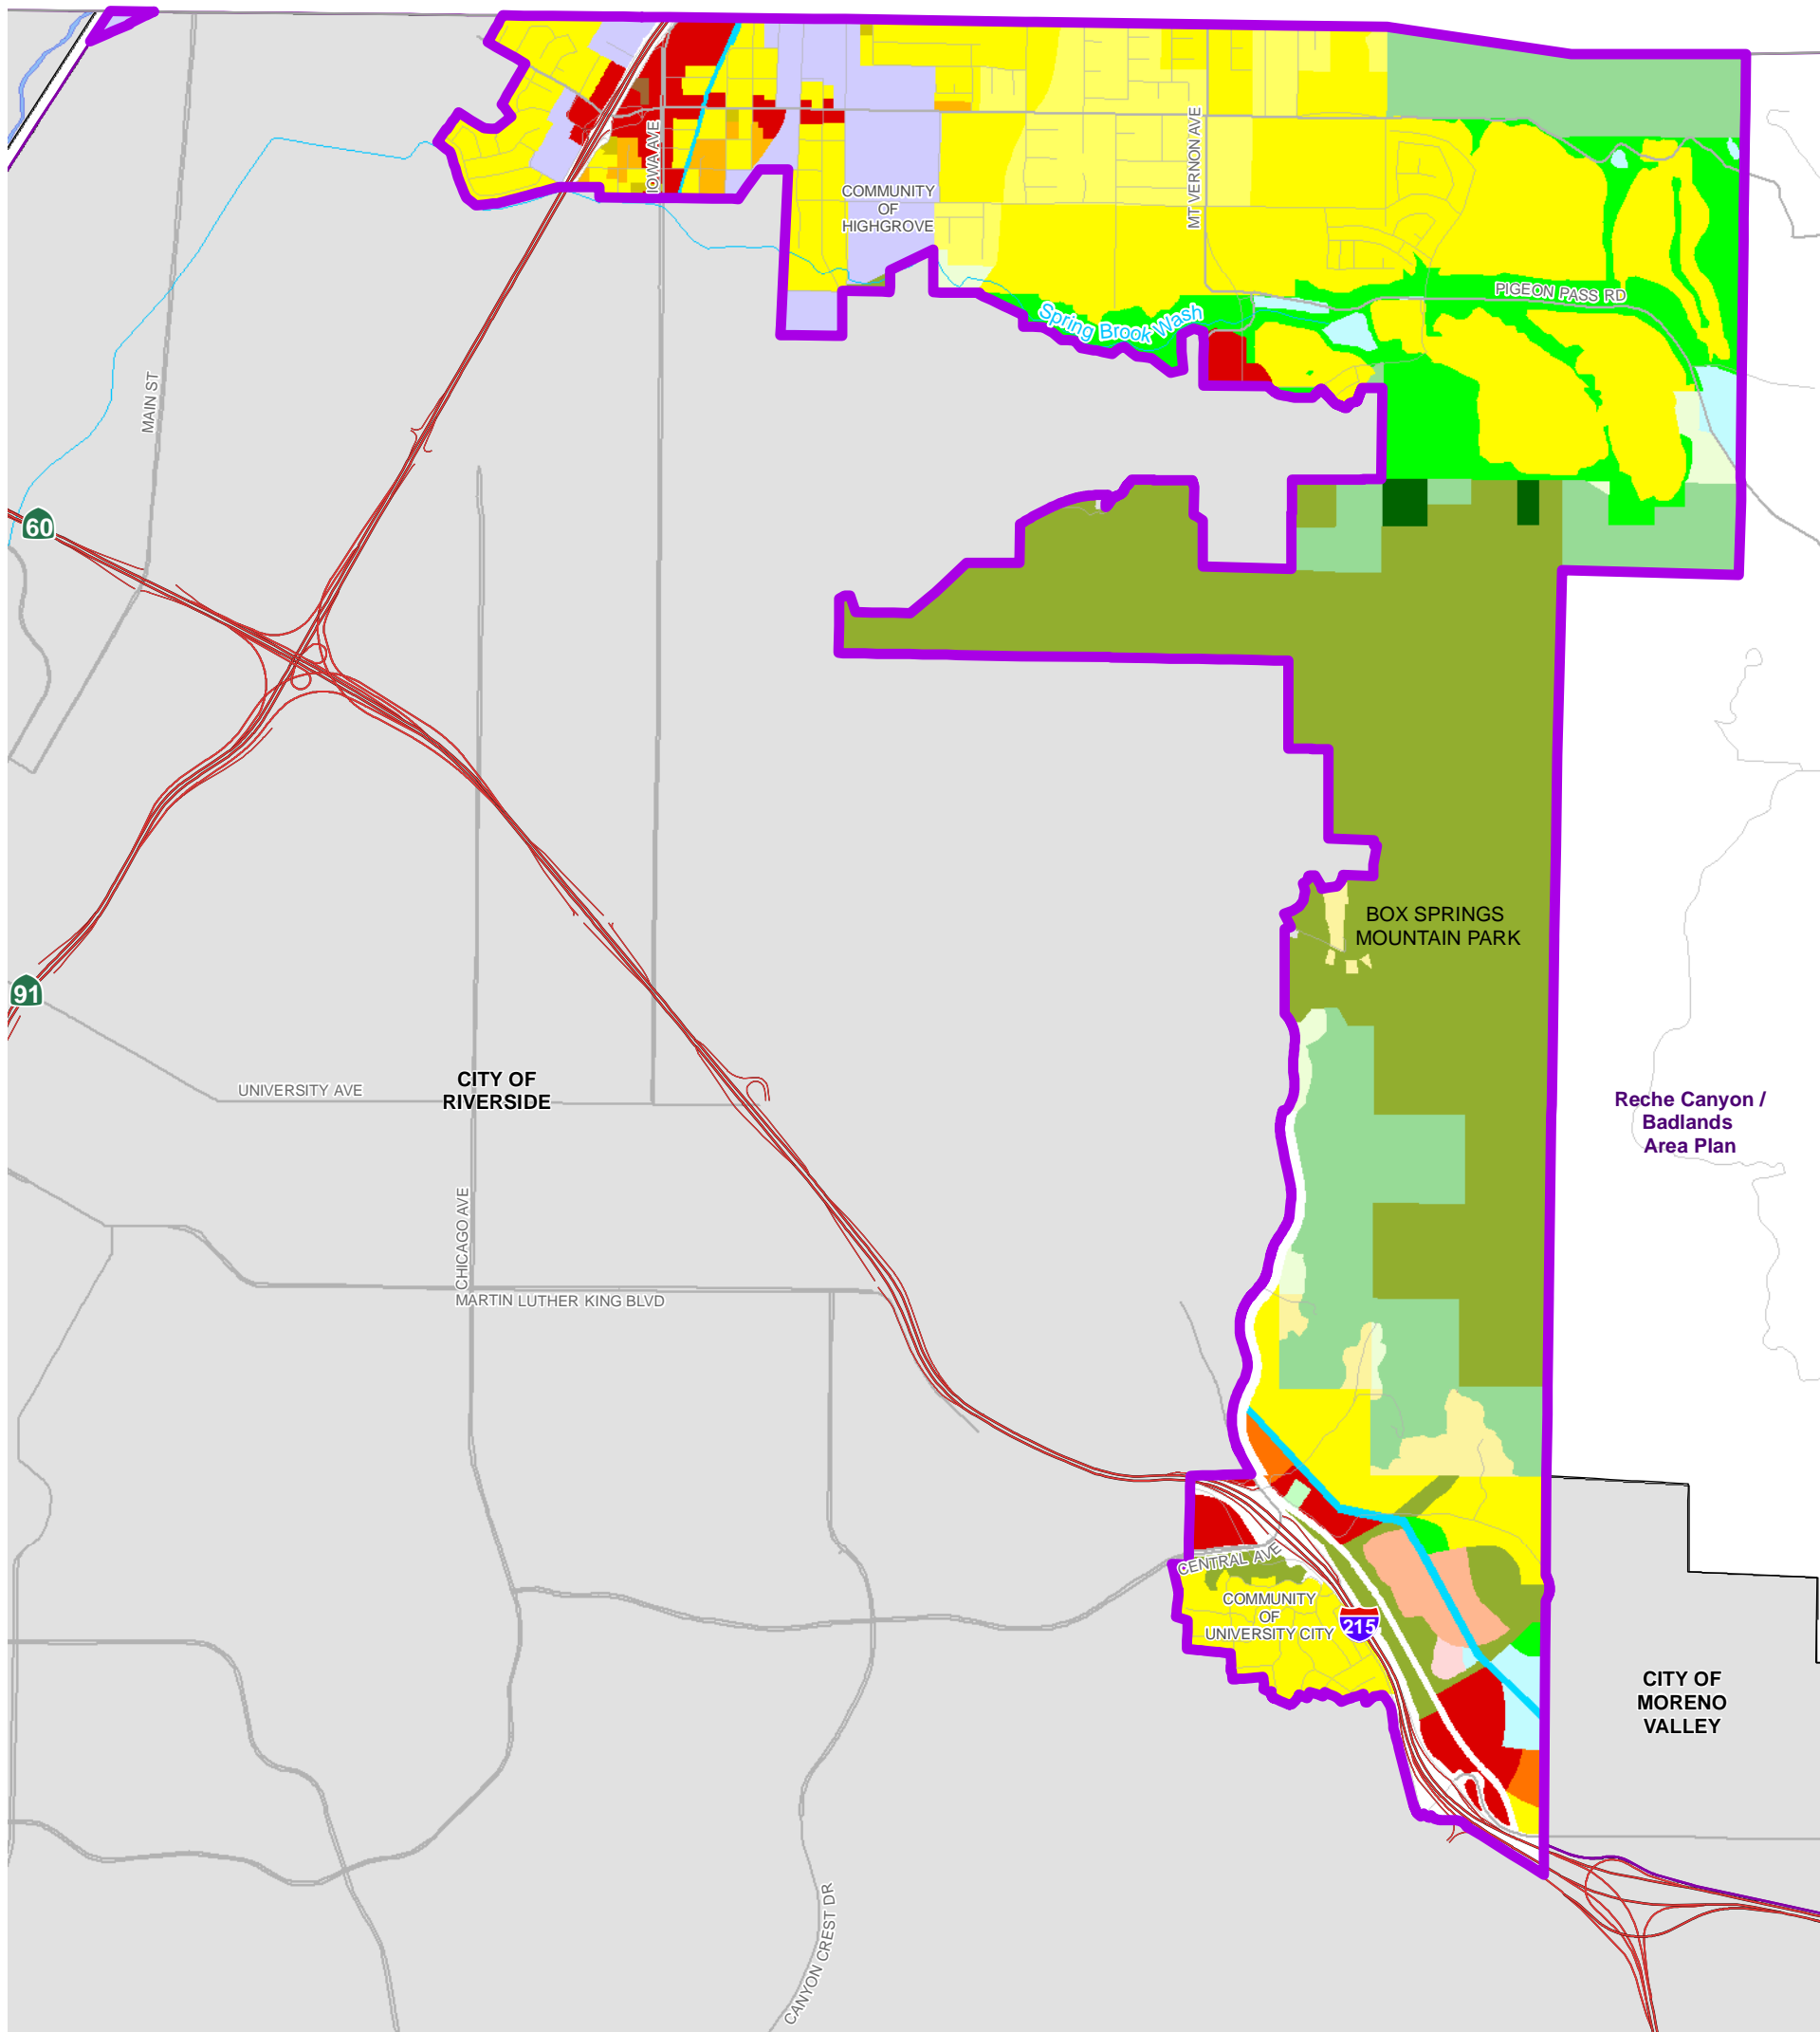 IOWA AVE
COMMUNITY
OF
HIGHGROVE
MT VERNON AVE
PIGEON PASS RD
Spring Brook Wash
MAIN ST
60
BOX SPRINGS
MOUNTAIN PARK
91
UNIVERSITY AVE
CITY OF
RIVERSIDE
Reche Canyon /
Badlands
Area Plan
CHICAGO AVE
MARTIN LUTHER KING BLVD
CENTRAL AVE
COMMUNITY
OF
UNIVERSITY CITY
215
CITY OF
MORENO
VALLEY
CANYON CREST DR